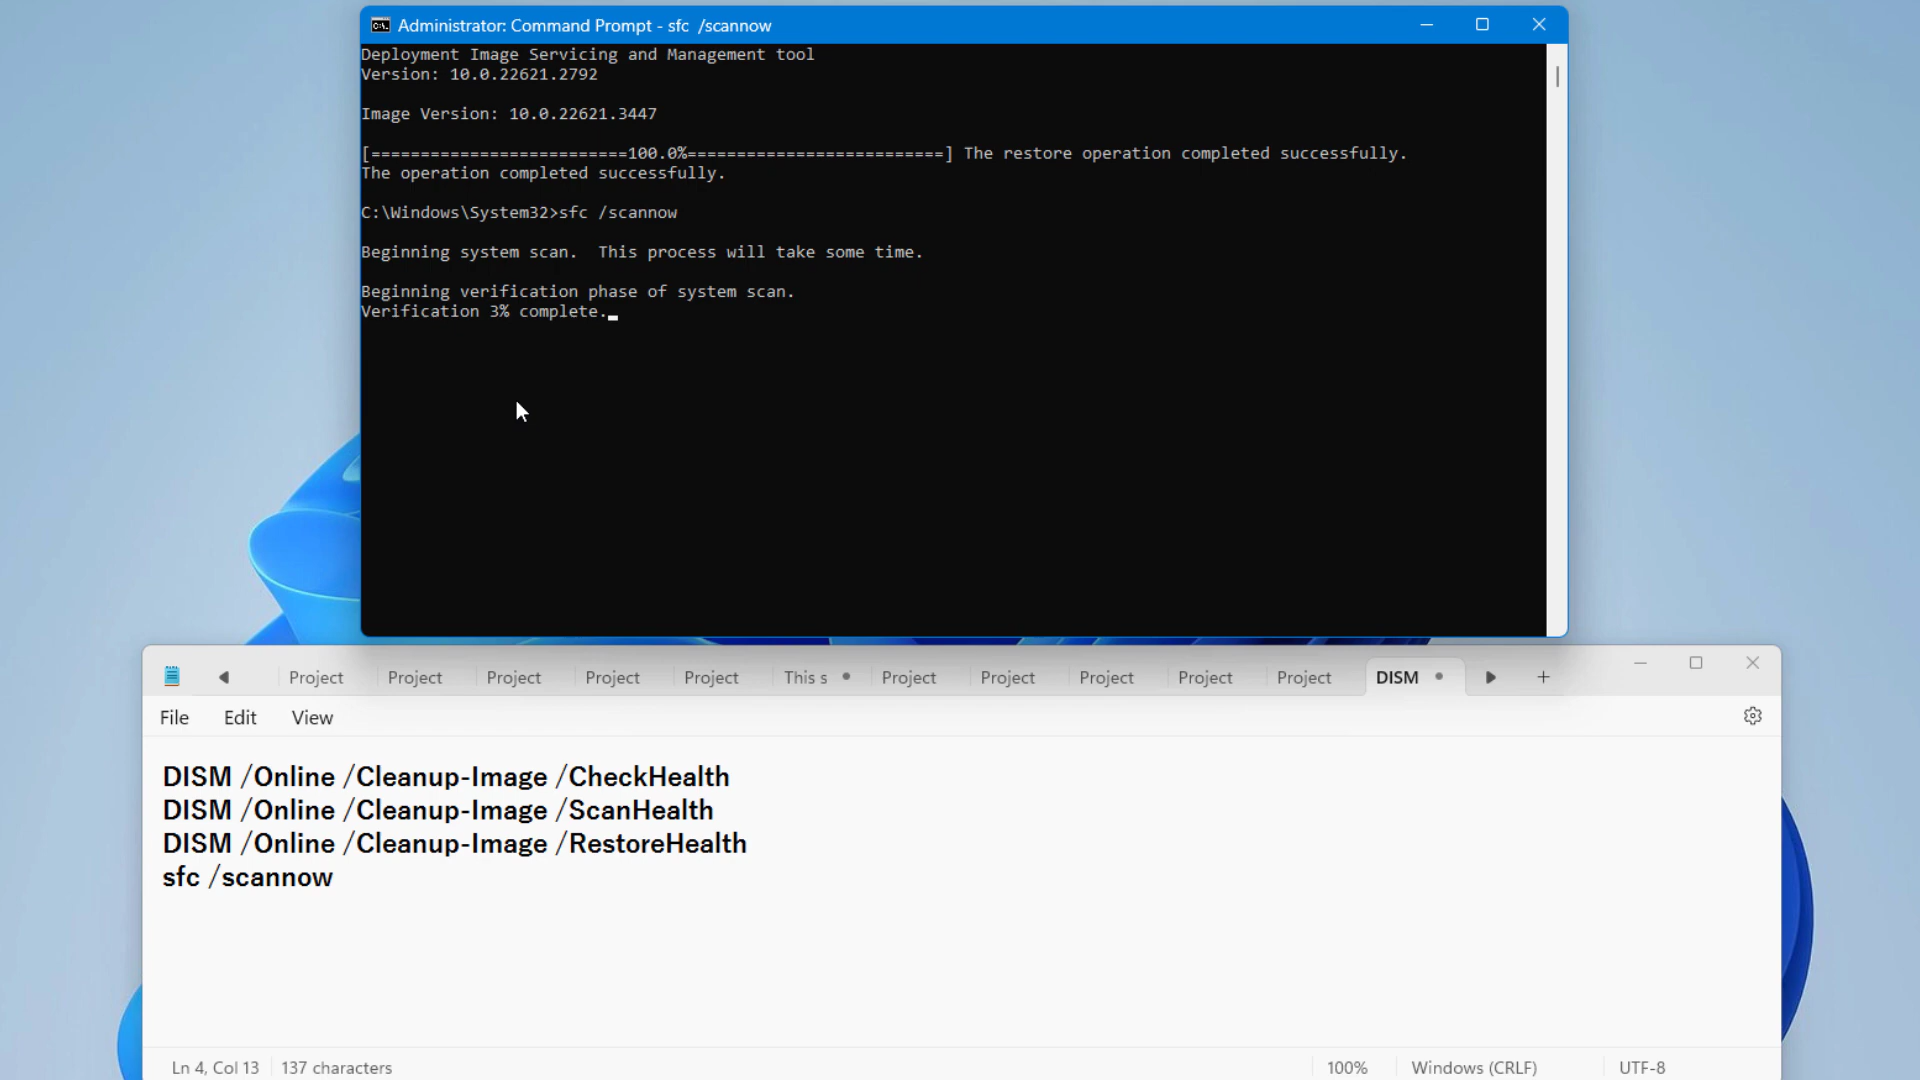 Administrator: Command Prompt - sfc  /scannow
Deployment Image Servicing and Management tool
Version: 10.0.22621.2792
Image Version: 10.0.22621.3447
[==========================100.0%==========================] The restore operation completed successfully.
The operation completed successfully.
C:\Windows\System32>sfc /scannow
Beginning system scan.  This process will take some time.
Beginning verification phase of system scan.
Verification 3% complete.
Project Project Project Project Project This s Project Project Project Project Project DISM
File Edit View
DISM /Online /Cleanup-Image /CheckHealth
DISM /Online /Cleanup-Image /ScanHealth
DISM /Online /Cleanup-Image /RestoreHealth
sfc /scannow
Ln 4, Col 13 137 characters 100% Windows (CRLF) UTF-8